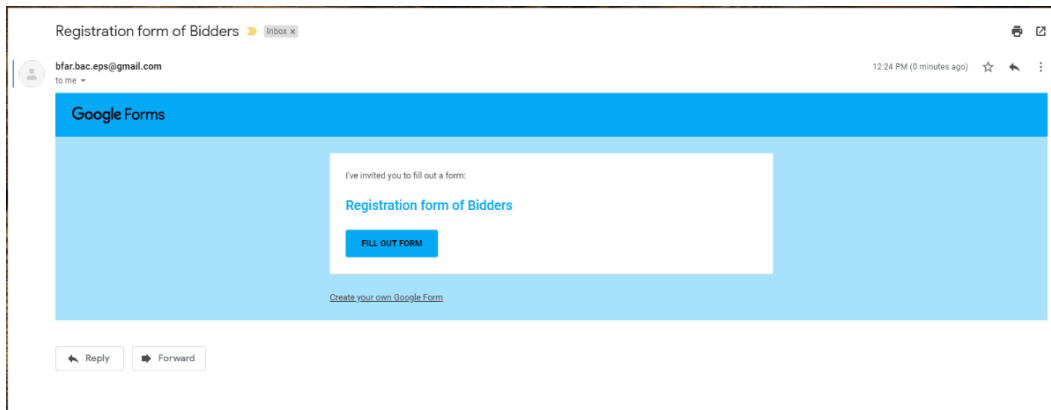 Registration form of Bidders Inbox x
bfar.bac.eps@gmail.com 12:24 PM (0 minutes ago)
to me
Google Forms
I've invited you to fill out a form:
Registration form of Bidders
FILL OUT FORM
Create your own Google Form
Reply Forward